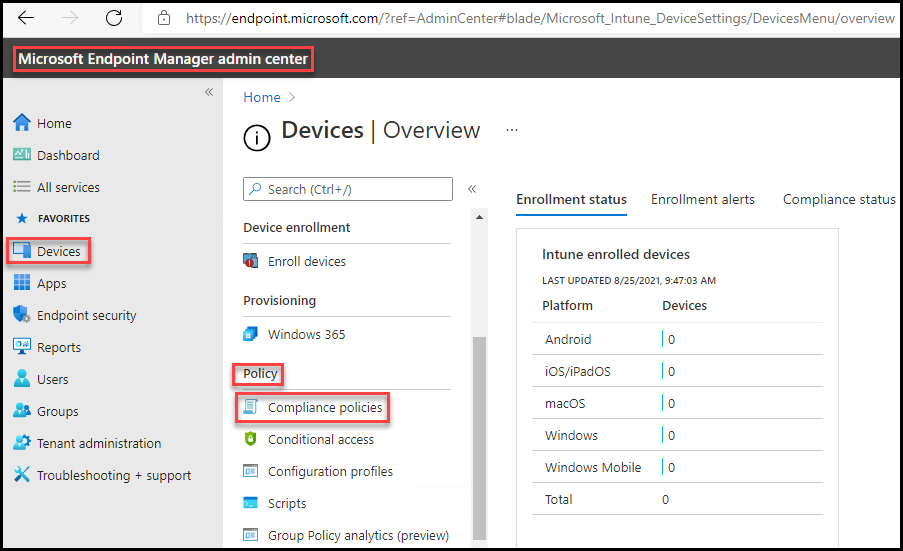 https://endpoint.microsoft.com/?ref=AdminCenter#blade/Microsoft_Intune_DeviceSettings/DevicesMenu/overview
Microsoft Endpoint Manager admin center
«
Home
Dashboard
All services
FAVORITES
Devices
Apps
Endpoint security
Reports
Users
Groups
Tenant administration
Troubleshooting + support
Home >
Devices | Overview ...
Search (Ctrl+/) «
Device enrollment
Enroll devices
Provisioning
Windows 365
Policy
Compliance policies
Conditional access
Configuration profiles
Scripts
Group Policy analytics (preview)
Enrollment status Enrollment alerts Compliance status
Intune enrolled devices
LAST UPDATED 8/25/2021, 9:47:03 AM
Platform Devices
Android 0
iOS/iPadOS 0
macOS 0
Windows 0
Windows Mobile 0
Total 0